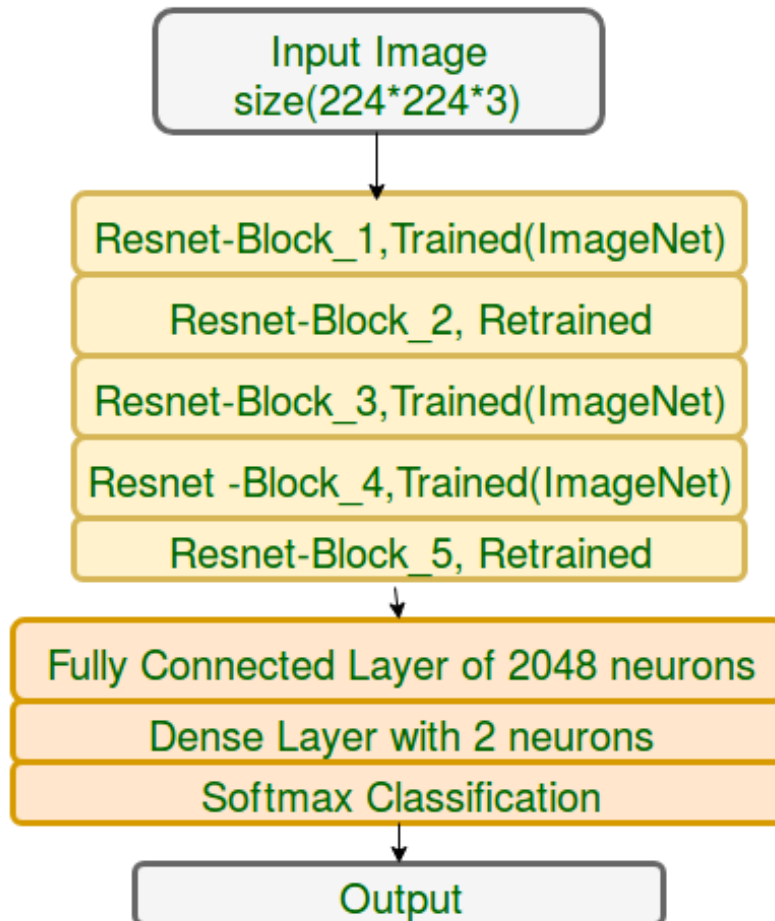 Input Image
size(224*224*3)
Resnet-Block_1,Trained(ImageNet)
Resnet-Block_2, Retrained
Resnet-Block_3,Trained(ImageNet)
Resnet -Block_4,Trained(ImageNet)
Resnet-Block_5, Retrained
Fully Connected Layer of 2048 neurons
Dense Layer with 2 neurons
Softmax Classification
Output